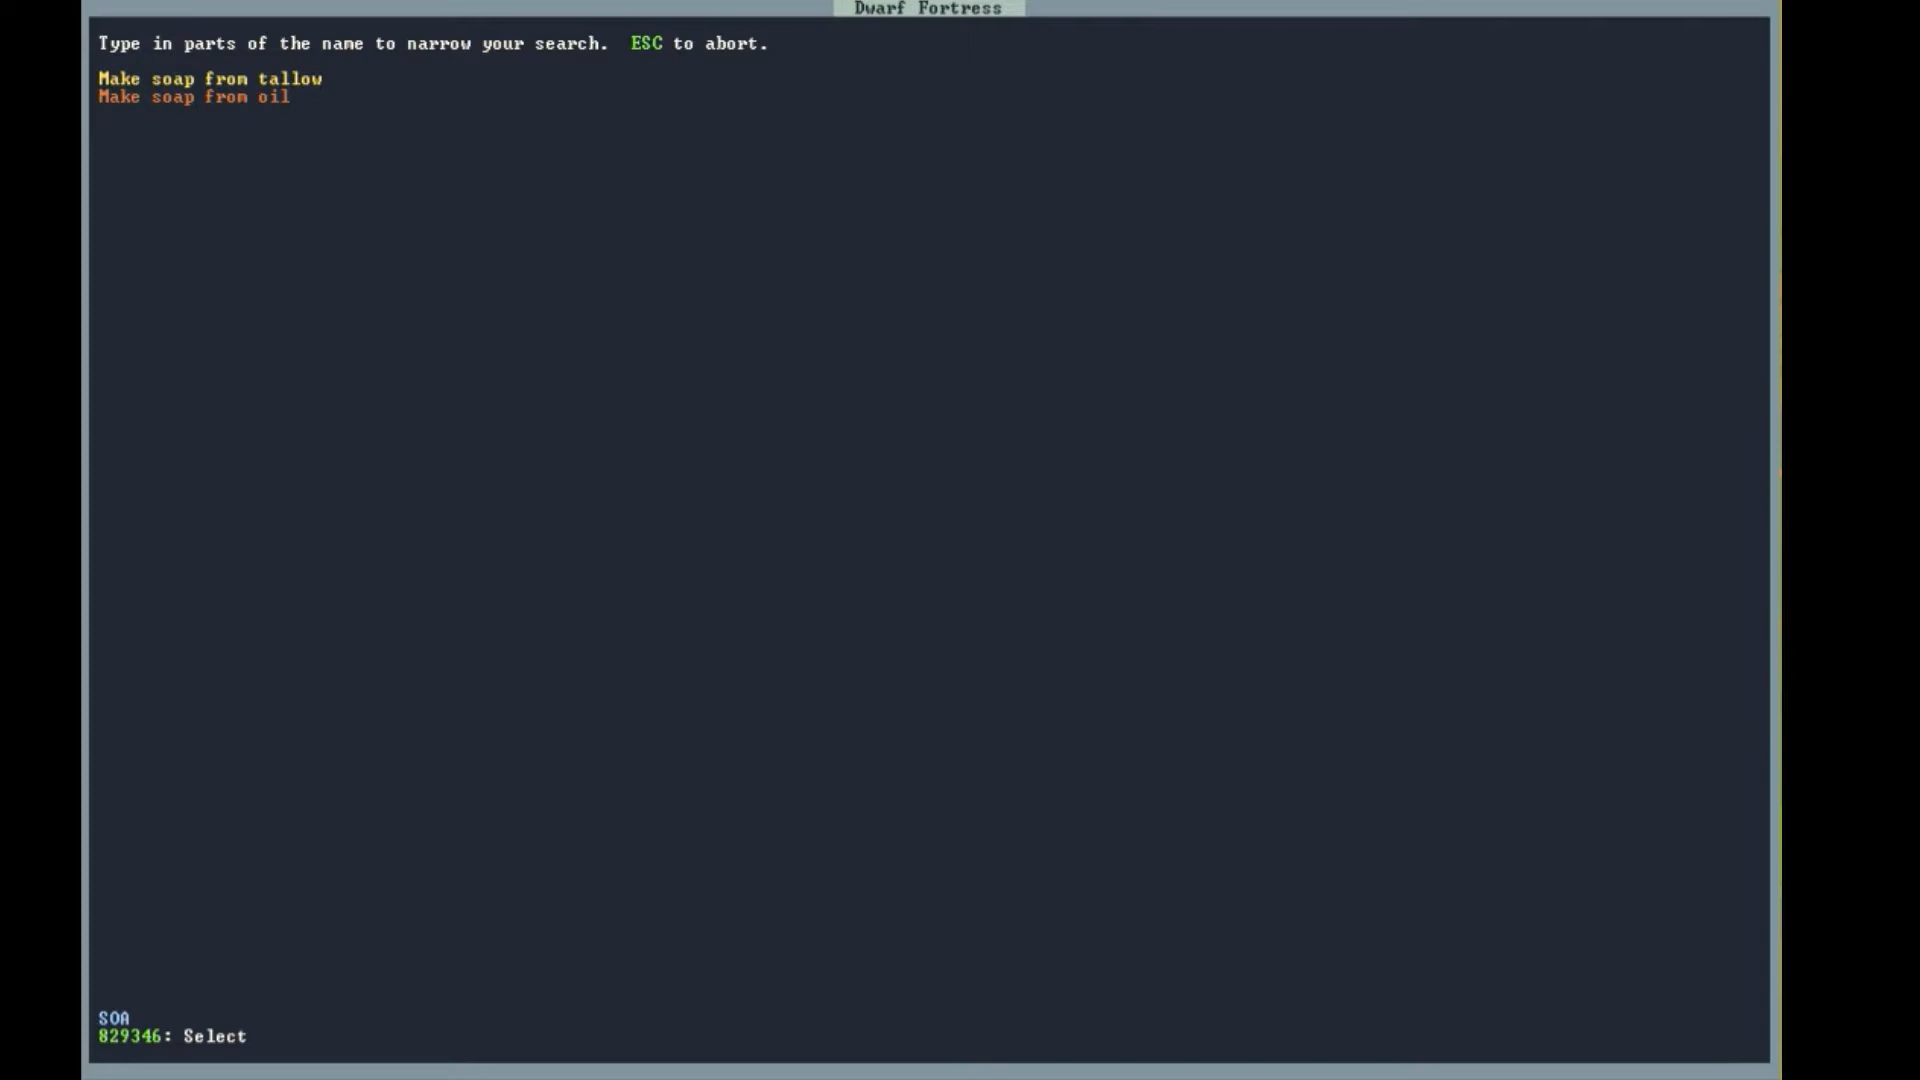 Dwarf Fortress
Type in parts of the name to narrow your search.  ESC to abort.
Make soap from tallow
Make soap from oil
SOA
829346: Select